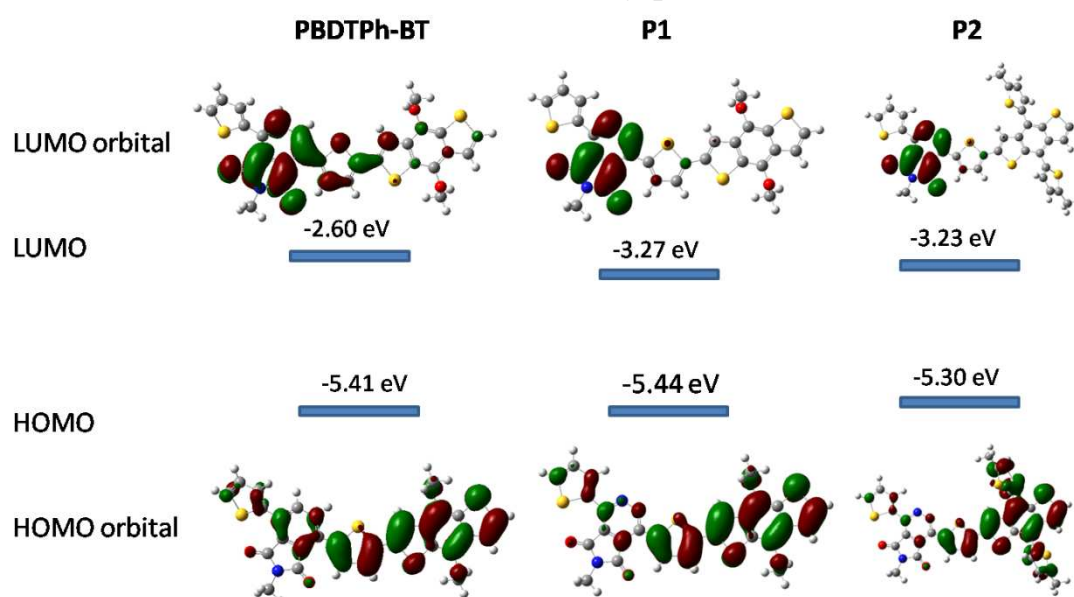 PBDTPh-BT P1 P2
LUMO orbital
LUMO
-2.60 eV -3.27 eV -3.23 eV
-5.41 eV -5.44 eV -5.30 eV
HOMO
HOMO orbital